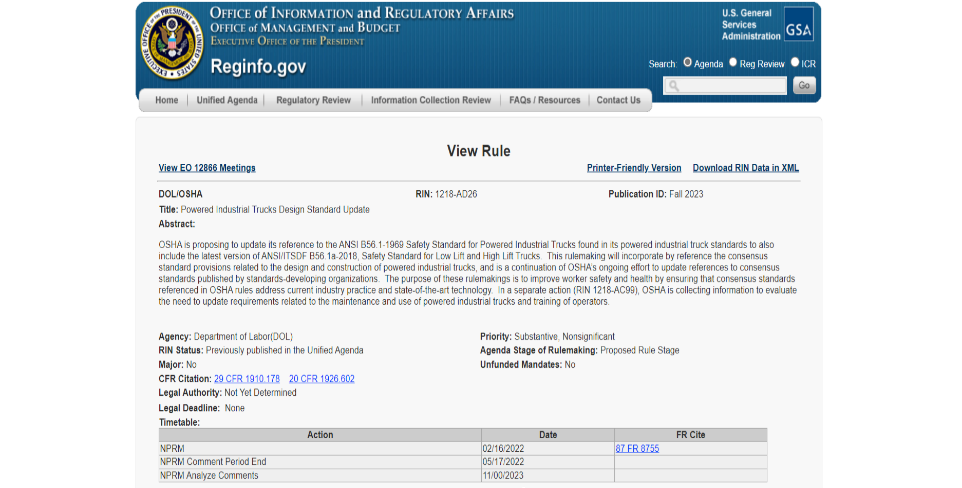 OFFICE OF INFORMATION AND REGULATORY AFFAIRS
OFFICE OF MANAGEMENT AND BUDGET
EXECUTIVE OFFICE OF THE PRESIDENT
Reginfo.gov
U.S. General
Services
Administration
GSA
Search: Agenda Reg Review ICR
Go
Home Unified Agenda Regulatory Review Information Collection Review FAQs / Resources Contact Us
View Rule
View EO 12866 Meetings Printer-Friendly Version Download RIN Data in XML
DOL/OSHA RIN: 1218-AD26 Publication ID: Fall 2023
Title: Powered Industrial Trucks Design Standard Update
Abstract:
OSHA is proposing to update its reference to the ANSI B56.1-1969 Safety Standard for Powered Industrial Trucks found in its powered industrial truck standards to also
include the latest version of ANSI/ITSDF B56.1a-2018, Safety Standard for Low Lift and High Lift Trucks. This rulemaking will incorporate by reference the consensus
standard provisions related to the design and construction of powered industrial trucks, and is a continuation of OSHA's ongoing effort to update references to consensus
standards published by standards-developing organizations. The purpose of these rulemakings is to improve worker safety and health by ensuring that consensus standards
referenced in OSHA rules address current industry practice and state-of-the-art technology. In a separate action (RIN 1218-AC99), OSHA is collecting information to evaluate
the need to update requirements related to the maintenance and use of powered industrial trucks and training of operators.
Agency: Department of Labor(DOL) Priority: Substantive, Nonsignificant
RIN Status: Previously published in the Unified Agenda Agenda Stage of Rulemaking: Proposed Rule Stage
Major: No Unfunded Mandates: No
CFR Citation: 29 CFR 1910.178 20 CFR 1926.602
Legal Authority: Not Yet Determined
Legal Deadline: None
Timetable:
Action Date FR Cite
NPRM 02/16/2022 87 FR 8755
NPRM Comment Period End 05/17/2022
NPRM Analyze Comments 11/00/2023